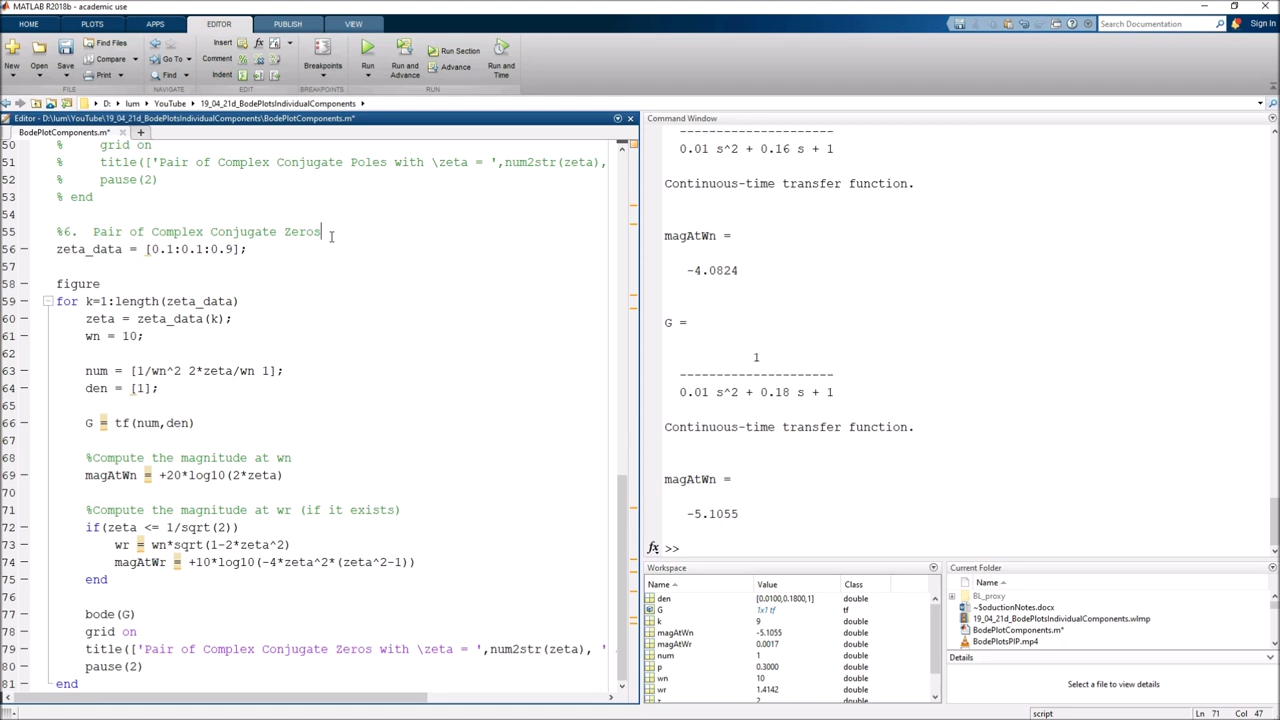 MATLAB R2018b - academic use
HOME PLOTS APPS EDITOR PUBLISH VIEW
Search Documentation Sign In
New Open Save Find Files Compare Print
Go To Find
Insert Comment Indent
Breakpoints
Run Run and Advance Run Section Advance Run and Time
FILE NAVIGATE EDIT BREAKPOINTS RUN
D: Ium YouTube 19_04_21d_BodePlotsIndividualComponents
Editor - D:\Ium\YouTube\19_04_21d_BodePlotsIndividualComponents\BodePlotComponents.m*
BodePlotComponents.m*
50 % grid on
51 % title(['Pair of Complex Conjugate Poles with \zeta = ',num2str(zeta),
52 % pause(2)
53 % end
54
55 %6. Pair of Complex Conjugate Zeros
56 zeta_data = [0.1:0.1:0.9];
57
58 figure
59 for k=1:length(zeta_data)
60 zeta = zeta_data(k);
61 wn = 10;
62
63 num = [1/wn^2 2*zeta/wn 1];
64 den = [1];
65
66 G = tf(num,den)
67
68 %Compute the magnitude at wn
69 magAtWn = +20*log10(2*zeta)
70
71 %Compute the magnitude at wr (if it exists)
72 if(zeta <= 1/sqrt(2))
73 wr = wn*sqrt(1-2*zeta^2)
74 magAtWr = +10*log10(-4*zeta^2*(zeta^2-1))
75 end
76
77 bode(G)
78 grid on
79 title(['Pair of Complex Conjugate Zeros with \zeta = ',num2str(zeta), '
80 pause(2)
81 end
Command Window
---------------------
0.01 s^2 + 0.16 s + 1
Continuous-time transfer function.
magAtWn =
-4.0824
G =
1
---------------------
0.01 s^2 + 0.18 s + 1
Continuous-time transfer function.
magAtWn =
-5.1055
fx >>
Workspace
Name Value Class
den [0.0100,0.1800,1] double
G 1x1 tf tf
k 9 double
magAtWn -5.1055 double
magAtWr 0.0017 double
num 1 double
p 0.3000 double
wn 10 double
wr 1.4142 double
z 2 double
Current Folder
Name
BL_proxy
~$oductionNotes.docx
19_04_21d_BodePlotsIndividualComponents.wlmp
BodePlotComponents.m*
BodePlotsPIP.mp4
Details
Select a file to view details
script Ln 71 Col 47